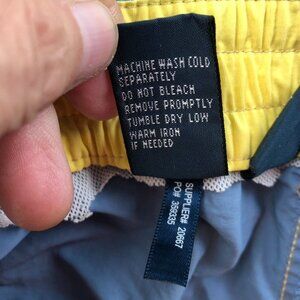 MACHINE WASH COLD
SEPARATELY
DO NOT BLEACH
REMOVE PROMPTLY
TUMBLE DRY LOW
WARM IRON
IF NEEDED
SUPPLIER# 20667
PO# 359335